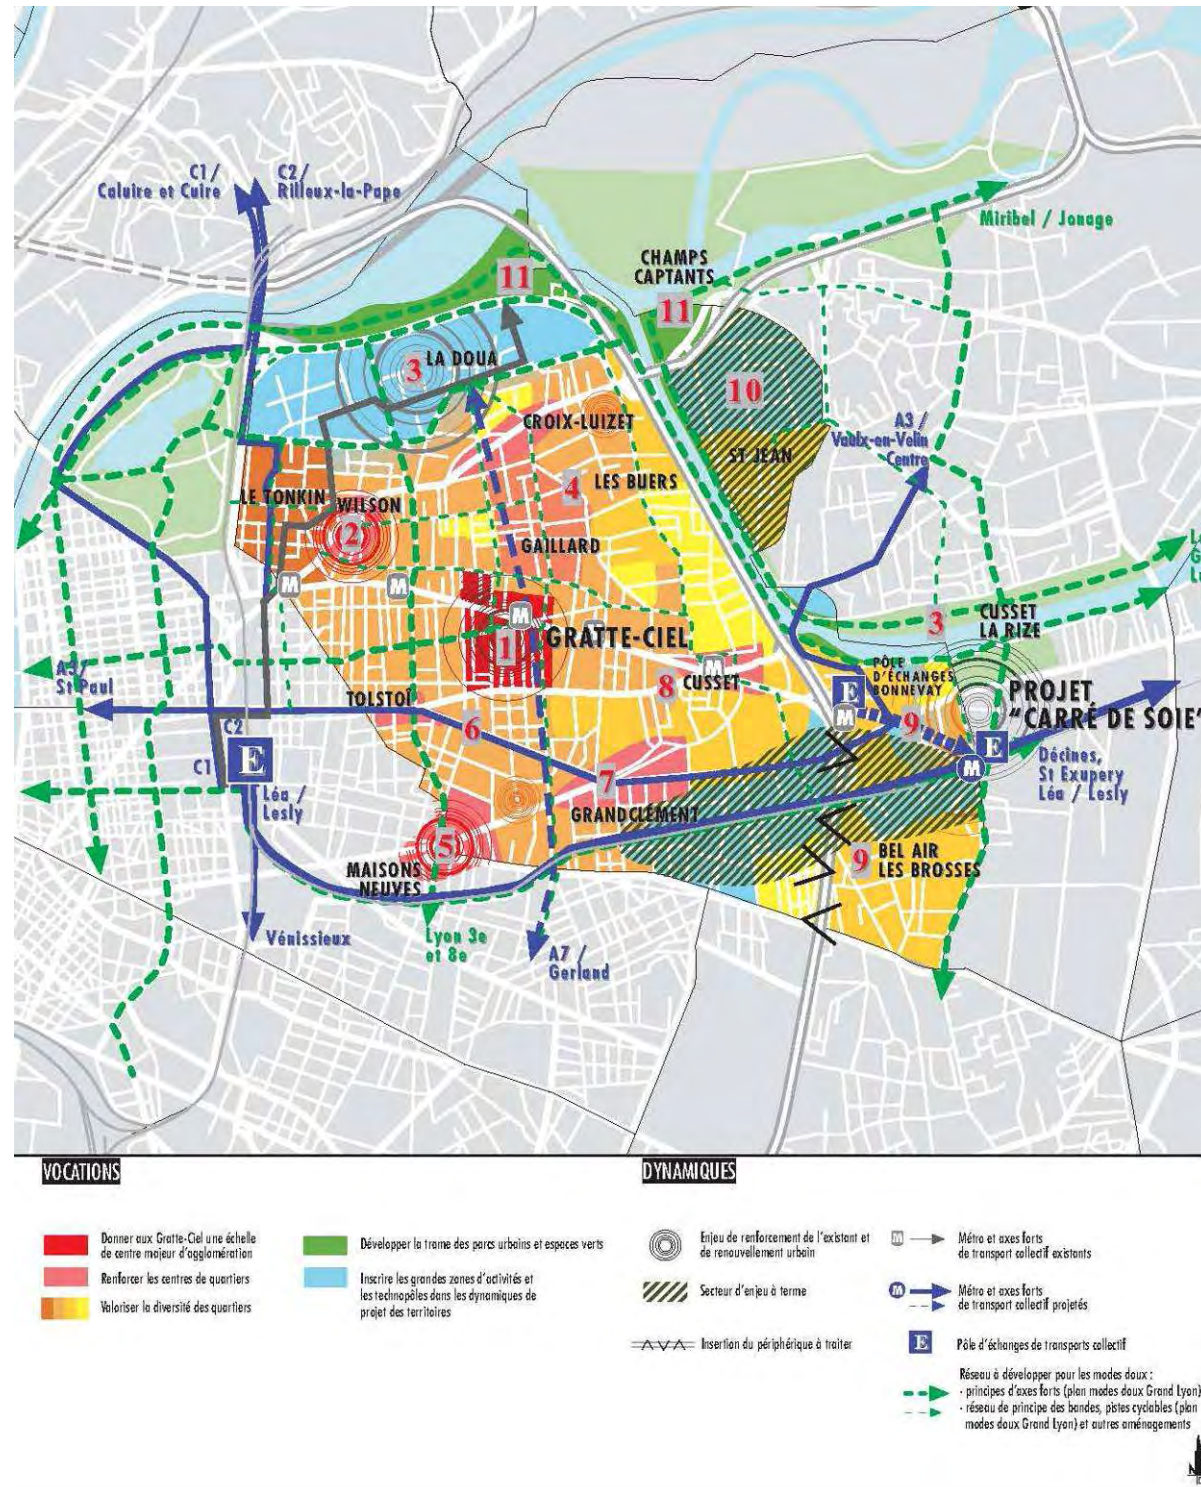 C1 /
Caluire et Cuire
C2 /
Rilleux-la-Pape
Miribel / Jonage
CHAMPS
CAPTANTS
11
11
3
LA DOUA
10
A3 /
Vaulx-en-Velin
Centre
CROIX-LUIZET
ST JEAN
4
LES BUERS
LE TONKIN
WILSON
2
GAILLARD
M
M
M
1
GRATTE-CIEL
3
CUSSET
LA RIZE
A3 /
St Paul
TOLSTOÏ
8
M
CUSSET
PÔLE
D'ÉCHANGES
BONNEVAY
E
M
9
PROJET
"CARRÉ DE SOIE"
E
M
C2
C1
E
6
7
Léa /
Lesly
Décines,
St Exupery
Léa / Lesly
GRANDCLÉMENT
5
MAISONS
NEUVES
9
BEL AIR
LES BROSSES
Vénissieux
Lyon 3e
et 8e
A7 /
Gerland
VOCATIONS
Donner aux Gratte-Ciel une échelle
de centre majeur d'agglomération
Renforcer les centres de quartiers
Valoriser la diversité des quartiers
Développer la trame des parcs urbains et espaces verts
Inscrire les grandes zones d'activités et
les technopôles dans les dynamiques de
projet des territoires
DYNAMIQUES
Enjeu de renforcement de l'existant et
de renouvellement urbain
Secteur d'enjeu à terme
Insertion du périphérique à traiter
M
Métro et axes forts
de transport collectif existants
M
Métro et axes forts
de transport collectif projetés
E
Pôle d'échanges de transports collectif
Réseau à développer pour les modes doux :
- principes d'axes forts (plan modes doux Grand Lyon)
- réseau de principe des bandes, pistes cyclables (plan
modes doux Grand Lyon) et autres aménagements